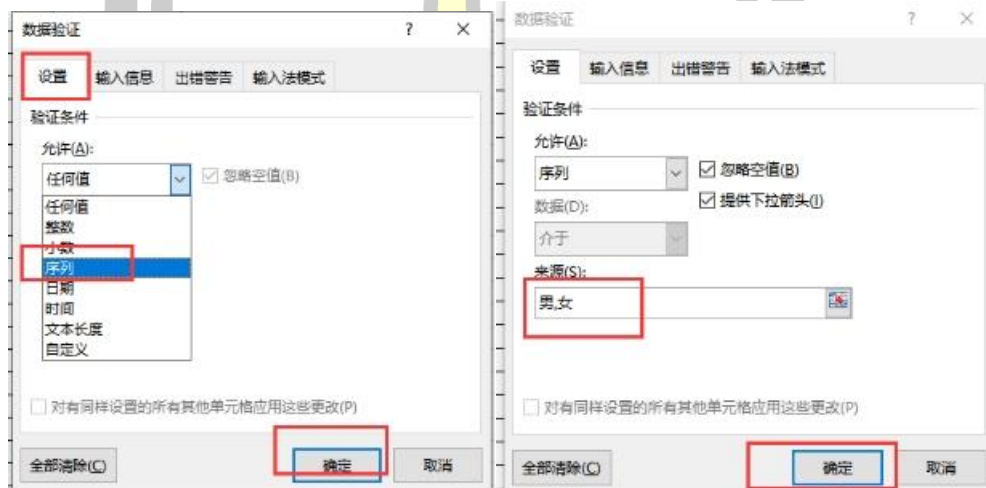 数据验证 ? ×
设置 输入信息 出错警告 输入法模式
验证条件
允许(A):
任何值 忽略空值(B)
任何值
整数
小数
序列
日期
时间
文本长度
自定义
对有同样设置的所有其他单元格应用这些更改(P)
全部清除(C) 确定 取消
数据验证 ? ×
设置 输入信息 出错警告 输入法模式
验证条件
允许(A):
序列 忽略空值(B)
数据(D): 提供下拉箭头(I)
介于
来源(S):
男,女
对有同样设置的所有其他单元格应用这些更改(P)
全部清除(C) 确定 取消